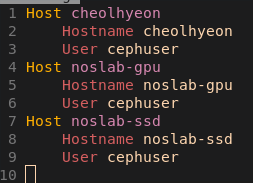 1 Host cheolhyeon
2     Hostname cheolhyeon
3     User cephuser
4 Host noslab-gpu
5     Hostname noslab-gpu
6     User cephuser
7 Host noslab-ssd
8     Hostname noslab-ssd
9     User cephuser
10